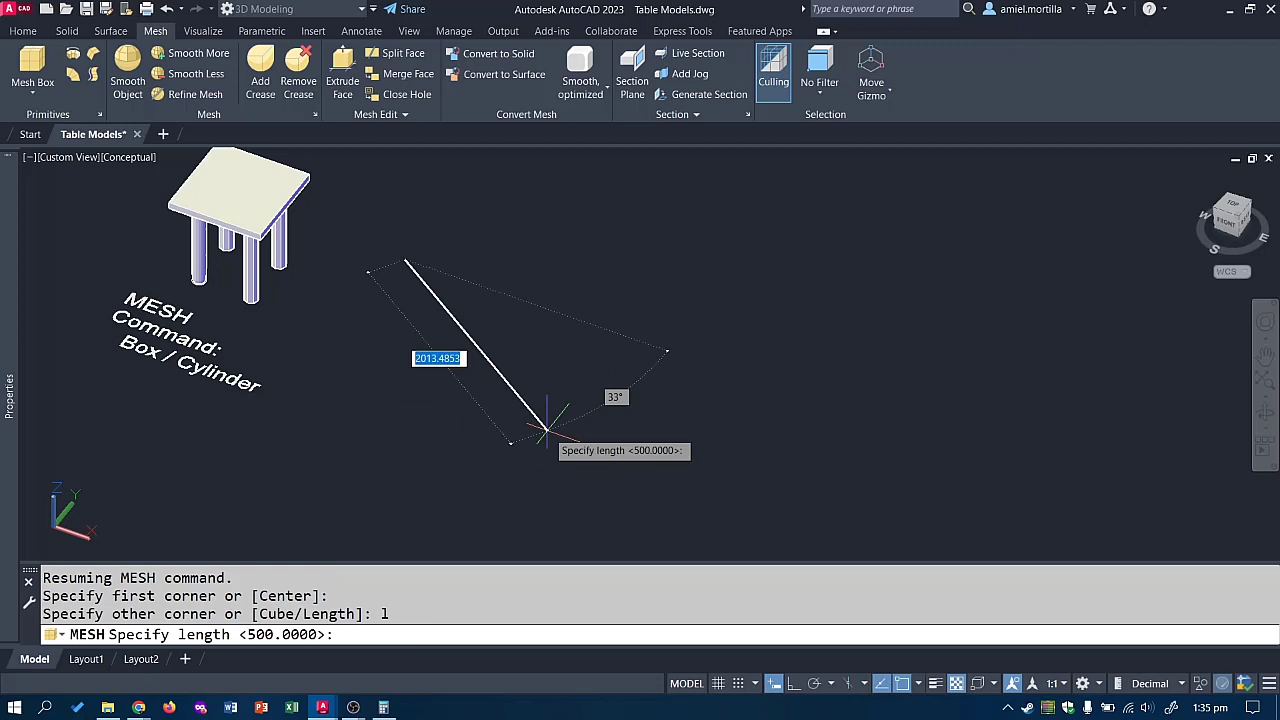 CAD
3D Modeling
Share
Autodesk AutoCAD 2023
Table Models.dwg
Type a keyword or phrase
amiel.mortilla
Home
Solid
Surface
Mesh
Visualize
Parametric
Insert
Annotate
View
Manage
Output
Add-ins
Collaborate
Express Tools
Featured Apps
Mesh Box
Smooth Object
Smooth More
Smooth Less
Refine Mesh
Add Crease
Remove Crease
Extrude Face
Split Face
Merge Face
Close Hole
Convert to Solid
Convert to Surface
Smooth, optimized
Section Plane
Live Section
Add Jog
Generate Section
Culling
No Filter
Move Gizmo
Primitives
Mesh
Mesh Edit
Convert Mesh
Section
Selection
Start
Table Models*
[−][Custom View][Conceptual]
TOP
FRONT
W
S
E
WCS
MESH
Command:
Box / Cylinder
2013.4853
33°
Specify length <500.0000>:
Properties
Z
Y
X
Resuming MESH command.
Specify first corner or [Center]:
Specify other corner or [Cube/Length]: l
MESH Specify length <500.0000>:
Model
Layout1
Layout2
MODEL
1:1
Decimal
1:35 pm